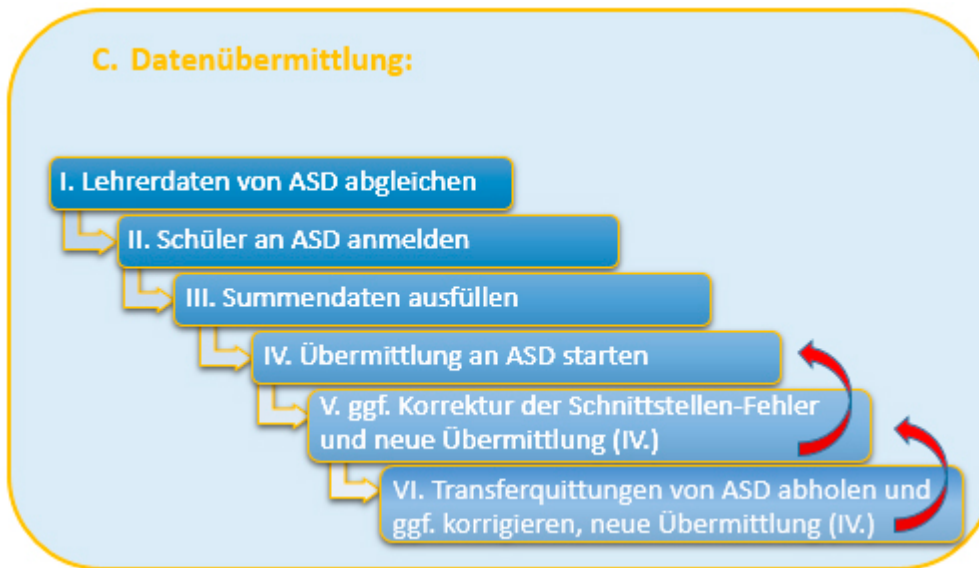 C. Datenübermittlung:
I. Lehrerdaten von ASD abgleichen
II. Schüler an ASD anmelden
III. Summendaten ausfüllen
IV. Übermittlung an ASD starten
V. ggf. Korrektur der Schnittstellen-Fehler
und neue Übermittlung (IV.)
VI. Transferquittungen von ASD abholen und
ggf. korrigieren, neue Übermittlung (IV.)